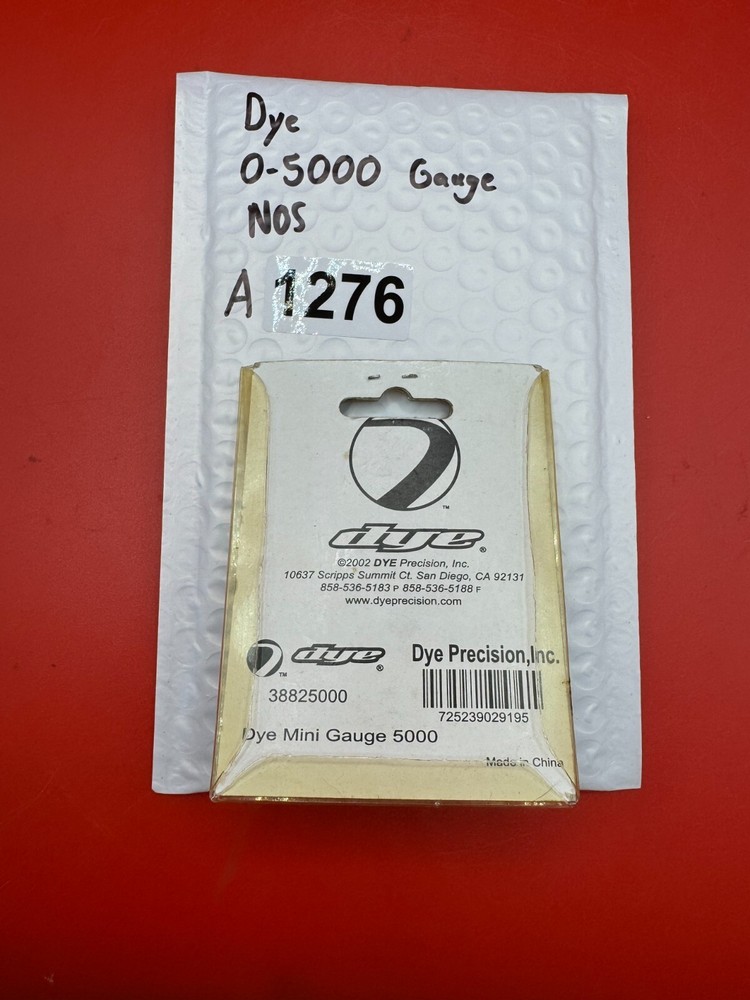 Dye
0-5000 Gauge
NOS
A 1276
TM
dye®
©2002 DYE Precision, Inc.
10637 Scripps Summit Ct. San Diego, CA 92131
858-536-5183 P 858-536-5188 F
www.dyeprecision.com
TM dye® Dye Precision,Inc.
38825000
725239029195
Dye Mini Gauge 5000
Made in China